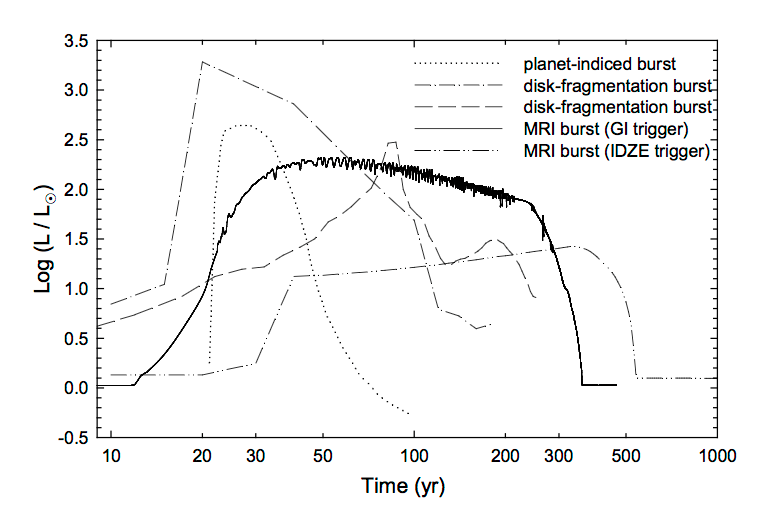 3.5
3.0
2.5
2.0
1.5
1.0
0.5
0.0
-0.5
Log (L / L☉)
planet-indiced burst
disk-fragmentation burst
disk-fragmentation burst
MRI burst (GI trigger)
MRI burst (IDZE trigger)
10 20 30 50 100 200 300 500 1000
Time (yr)